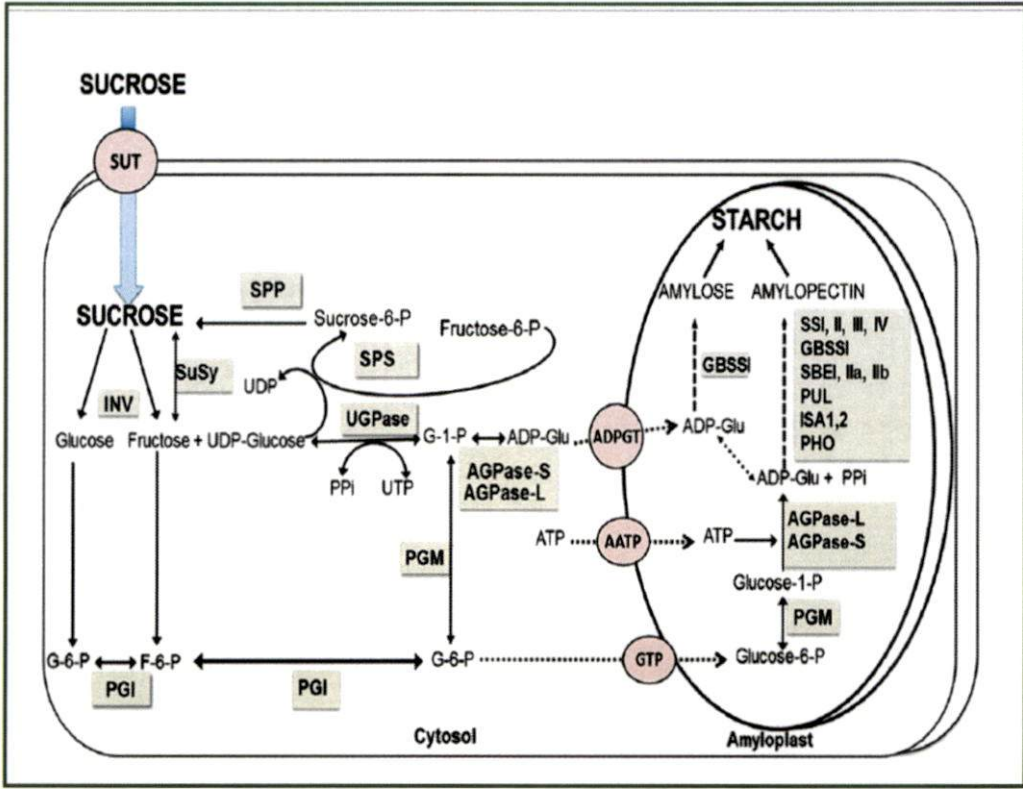 SUCROSE
SUT
SUCROSE
SPP
Sucrose-6-P
Fructose-6-P
SPS
SuSy
UDP
INV
UGPase
Glucose
Fructose + UDP-Glucose
G-1-P
ADP-Glu
PPi
UTP
AGPase-S
AGPase-L
PGM
ATP
G-6-P
F-6-P
PGI
PGI
G-6-P
Cytosol
ADPGT
AATP
GTP
STARCH
AMYLOSE
AMYLOPECTIN
GBSSI
SSI, II, III, IV
GBSSI
SBEI, IIa, IIb
PUL
ISA1,2
PHO
ADP-Glu
ADP-Glu + PPi
ATP
AGPase-L
AGPase-S
Glucose-1-P
PGM
Glucose-6-P
Amyloplast